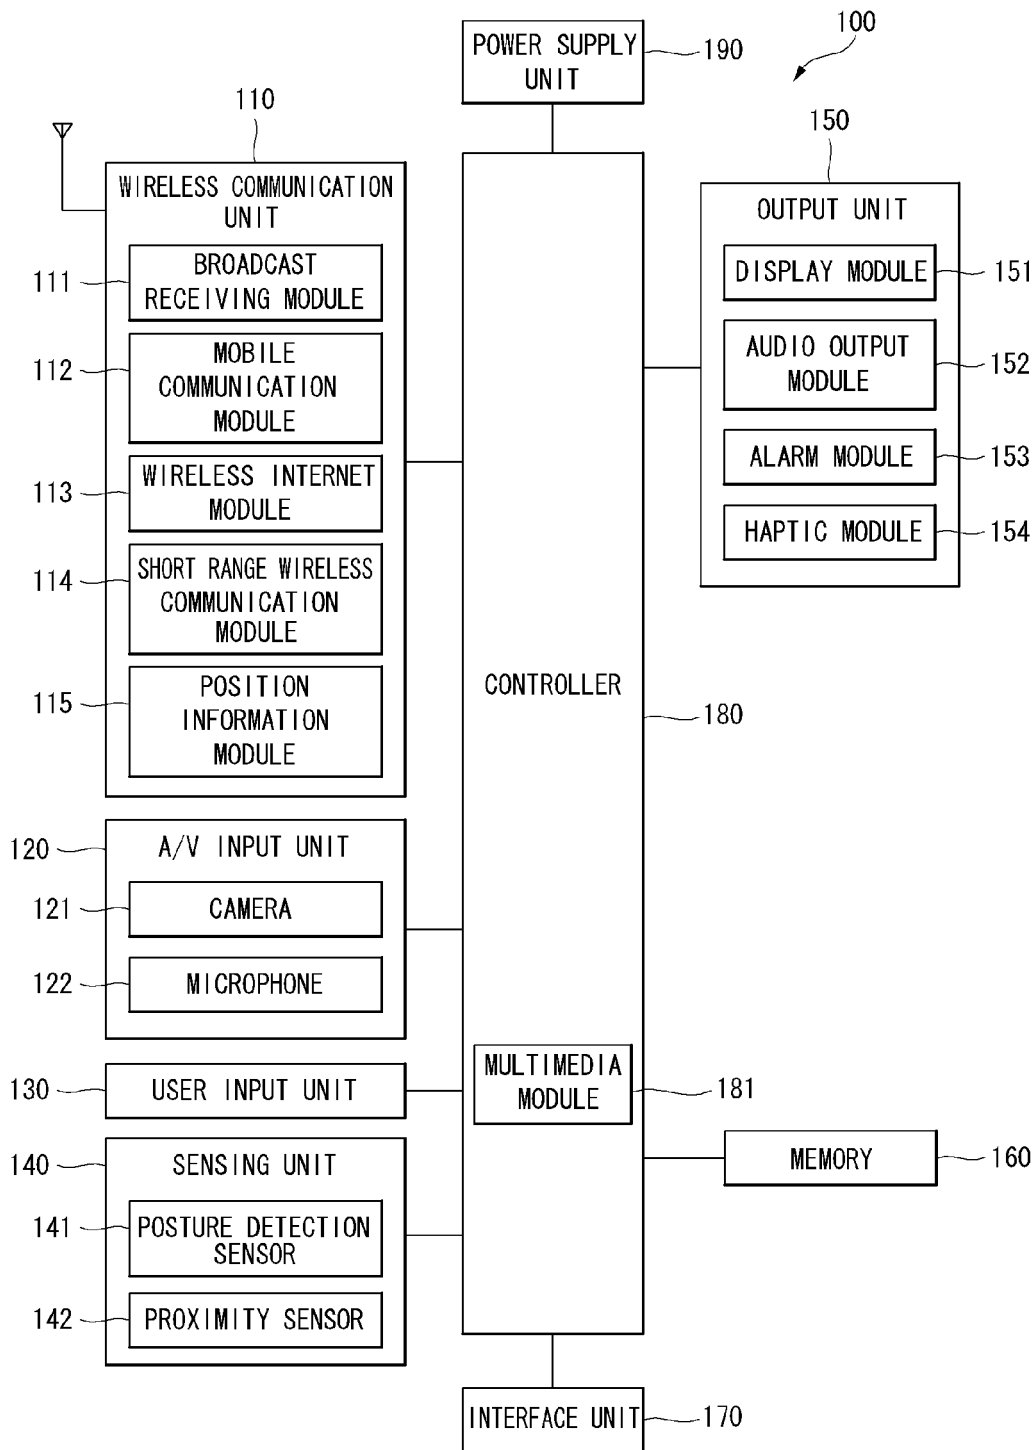 POWER SUPPLY
UNIT
190
100
110
WIRELESS COMMUNICATION
UNIT
111
BROADCAST
RECEIVING MODULE
112
MOBILE
COMMUNICATION
MODULE
113
WIRELESS INTERNET
MODULE
114
SHORT RANGE WIRELESS
COMMUNICATION
MODULE
115
POSITION
INFORMATION
MODULE
120
A/V INPUT UNIT
121
CAMERA
122
MICROPHONE
130
USER INPUT UNIT
140
SENSING UNIT
141
POSTURE DETECTION
SENSOR
142
PROXIMITY SENSOR
CONTROLLER
180
MULTIMEDIA
MODULE
181
150
OUTPUT UNIT
DISPLAY MODULE
151
AUDIO OUTPUT
MODULE
152
ALARM MODULE
153
HAPTIC MODULE
154
MEMORY
160
INTERFACE UNIT
170